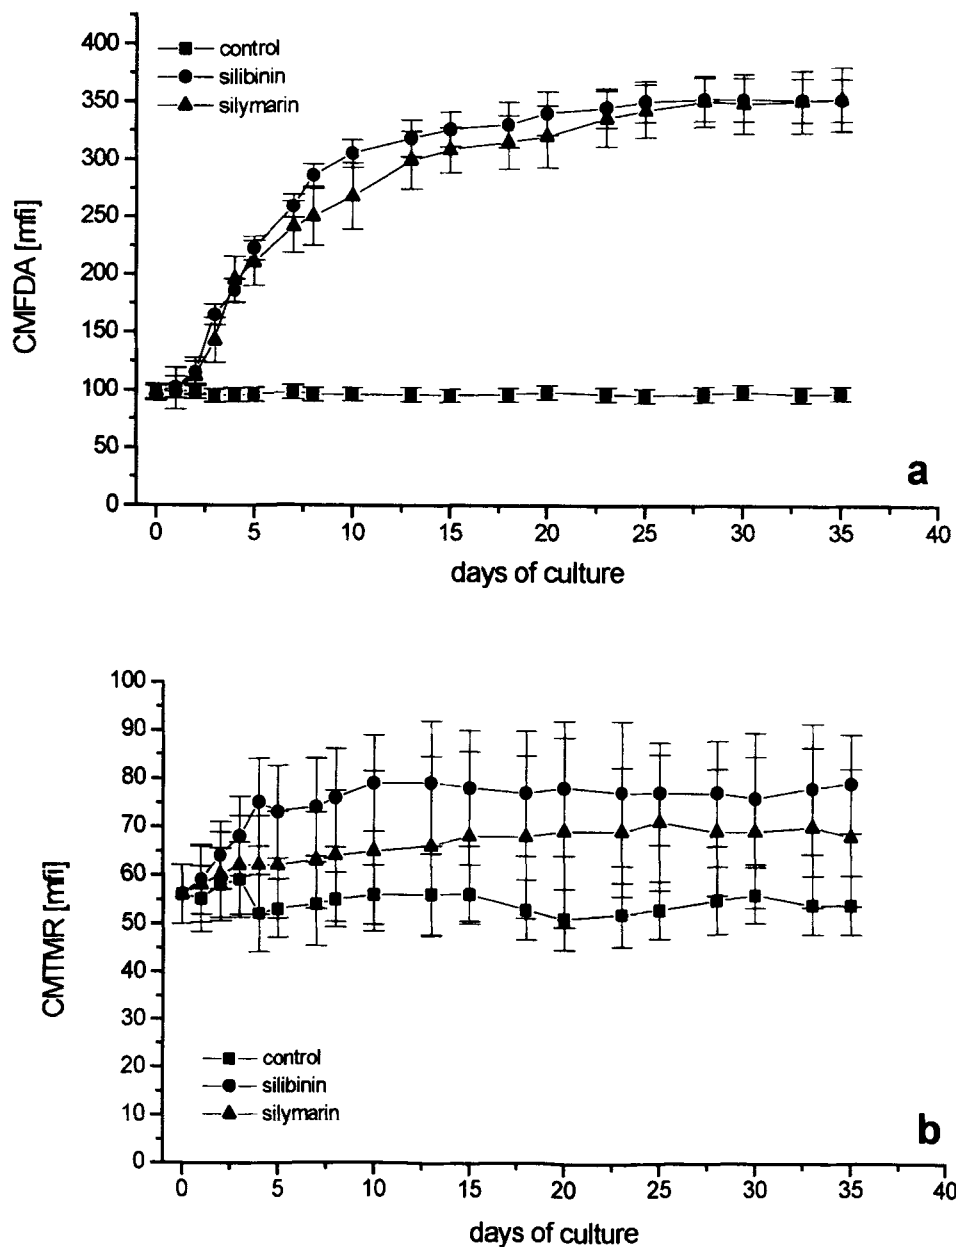 CMFDA [mfi]
400
350
300
250
200
150
100
50
0
control
silibinin
silymarin
a
0 5 10 15 20 25 30 35 40
days of culture
CMTMR [mfi]
100
90
80
70
60
50
40
30
20
10
0
control
silibinin
silymarin
b
0 5 10 15 20 25 30 35 40
days of culture